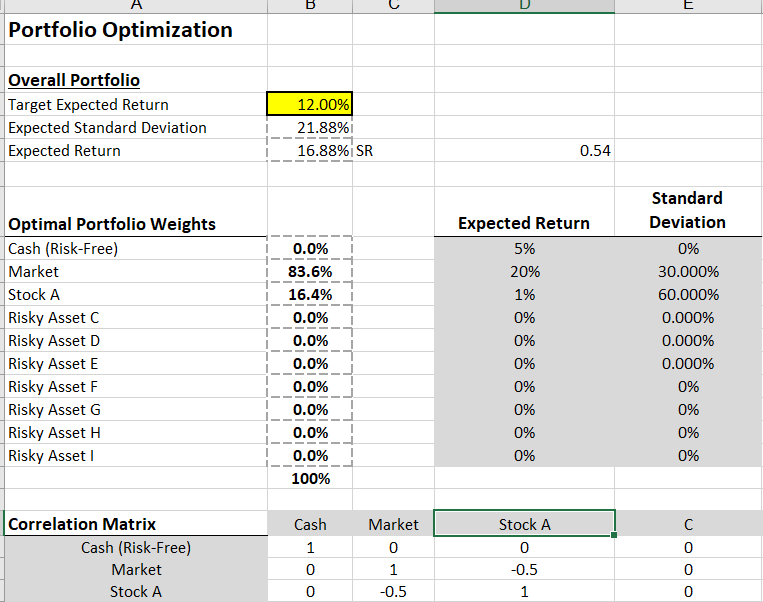 A B C D E
Portfolio Optimization
Overall Portfolio
Target Expected Return 12.00%
Expected Standard Deviation 21.88%
Expected Return 16.88% SR 0.54
Optimal Portfolio Weights Expected Return Standard Deviation
Cash (Risk-Free) 0.0% 5% 0%
Market 83.6% 20% 30.000%
Stock A 16.4% 1% 60.000%
Risky Asset C 0.0% 0% 0.000%
Risky Asset D 0.0% 0% 0.000%
Risky Asset E 0.0% 0% 0.000%
Risky Asset F 0.0% 0% 0%
Risky Asset G 0.0% 0% 0%
Risky Asset H 0.0% 0% 0%
Risky Asset I 0.0% 0% 0%
100%
Correlation Matrix Cash Market Stock A C
Cash (Risk-Free) 1 0 0 0
Market 0 1 -0.5 0
Stock A 0 -0.5 1 0